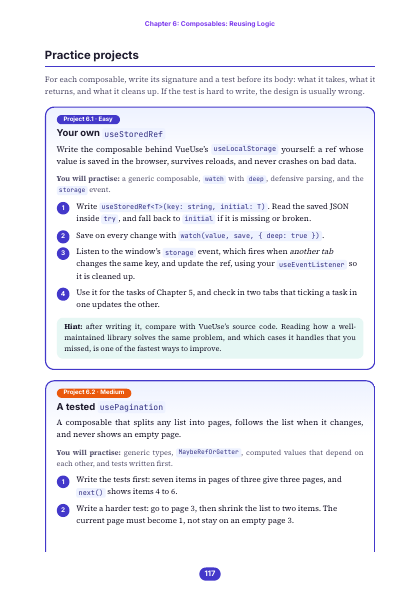 Chapter 6: Composables: Reusing Logic
Practice projects
For each composable, write its signature and a test before its body: what it takes, what it
returns, and what it cleans up. If the test is hard to write, the design is usually wrong.
Project 6.1 · Easy
Your own useStoredRef
Write the composable behind VueUse's useLocalStorage yourself: a ref whose
value is saved in the browser, survives reloads, and never crashes on bad data.
You will practise: a generic composable, watch with deep, defensive parsing, and the
storage event.
1 Write useStoredRef<T>(key: string, initial: T). Read the saved JSON
inside try, and fall back to initial if it is missing or broken.
2 Save on every change with watch(value, save, { deep: true }).
3 Listen to the window's storage event, which fires when another tab
changes the same key, and update the ref, using your useEventListener so
it is cleaned up.
4 Use it for the tasks of Chapter 5, and check in two tabs that ticking a task in
one updates the other.
Hint: after writing it, compare with VueUse's source code. Reading how a well-
maintained library solves the same problem, and which cases it handles that you
missed, is one of the fastest ways to improve.
Project 6.2 · Medium
A tested usePagination
A composable that splits any list into pages, follows the list when it changes,
and never shows an empty page.
You will practise: generic types, MaybeRefOrGetter, computed values that depend on
each other, and tests written first.
1 Write the tests first: seven items in pages of three give three pages, and
next() shows items 4 to 6.
2 Write a harder test: go to page 3, then shrink the list to two items. The
current page must become 1, not stay on an empty page 3.
117